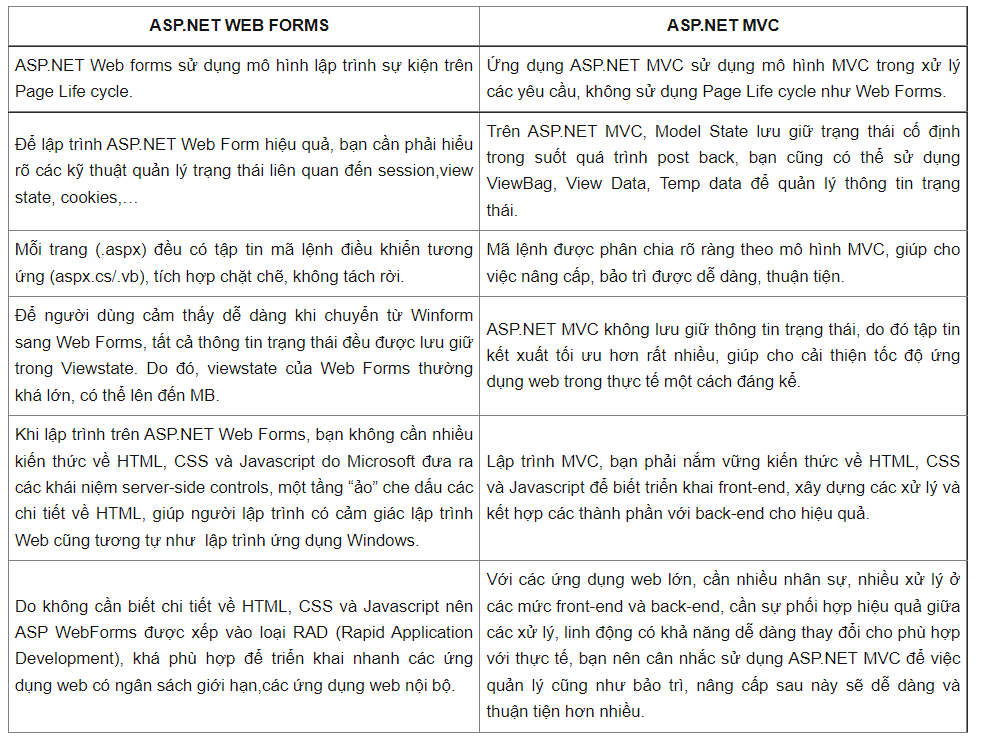 ASP.NET WEB FORMS
ASP.NET MVC
ASP.NET Web forms sử dụng mô hình lập trình sự kiện trên
Page Life cycle.
Ứng dụng ASP.NET MVC sử dụng mô hình MVC trong xử lý
các yêu cầu, không sử dụng Page Life cycle như Web Forms.
Để lập trình ASP.NET Web Form hiệu quả, bạn cần phải hiểu
rõ các kỹ thuật quản lý trạng thái liên quan đến session,view
state, cookies,…
Trên ASP.NET MVC, Model State lưu giữ trạng thái cố định
trong suốt quá trình post back, bạn cũng có thể sử dụng
ViewBag, View Data, Temp data để quản lý thông tin trạng
thái.
Mỗi trang (.aspx) đều có tập tin mã lệnh điều khiển tương
ứng (aspx.cs/.vb), tích hợp chặt chẽ, không tách rời.
Mã lệnh được phân chia rõ ràng theo mô hình MVC, giúp cho
việc nâng cấp, bảo trì được dễ dàng, thuận tiện.
Để người dùng cảm thấy dễ dàng khi chuyển từ Winform
sang Web Forms, tất cả thông tin trạng thái đều được lưu giữ
trong Viewstate. Do đó, viewstate của Web Forms thường
khá lớn, có thể lên đến MB.
ASP.NET MVC không lưu giữ thông tin trạng thái, do đó tập tin
kết xuất tối ưu hơn rất nhiều, giúp cho cải thiện tốc độ ứng
dụng web trong thực tế một cách đáng kể.
Khi lập trình trên ASP.NET Web Forms, bạn không cần nhiều
kiến thức về HTML, CSS và Javascript do Microsoft đưa ra
các khái niệm server-side controls, một tầng “ảo” che dấu các
chi tiết về HTML, giúp người lập trình có cảm giác lập trình
Web cũng tương tự như lập trình ứng dụng Windows.
Lập trình MVC, bạn phải nắm vững kiến thức về HTML, CSS
và Javascript để biết triển khai front-end, xây dựng các xử lý và
kết hợp các thành phần với back-end cho hiệu quả.
Do không cần biết chi tiết về HTML, CSS và Javascript nên
ASP WebForms được xếp vào loại RAD (Rapid Application
Development), khá phù hợp để triển khai nhanh các ứng
dụng web có ngân sách giới hạn,các ứng dụng web nội bộ.
Với các ứng dụng web lớn, cần nhiều nhân sự, nhiều xử lý ở
các mức front-end và back-end, cần sự phối hợp hiệu quả giữa
các xử lý, linh động có khả năng dễ dàng thay đổi cho phù hợp
với thực tế, bạn nên cân nhắc sử dụng ASP.NET MVC để việc
quản lý cũng như bảo trì, nâng cấp sau này sẽ dễ dàng và
thuận tiện hơn nhiều.